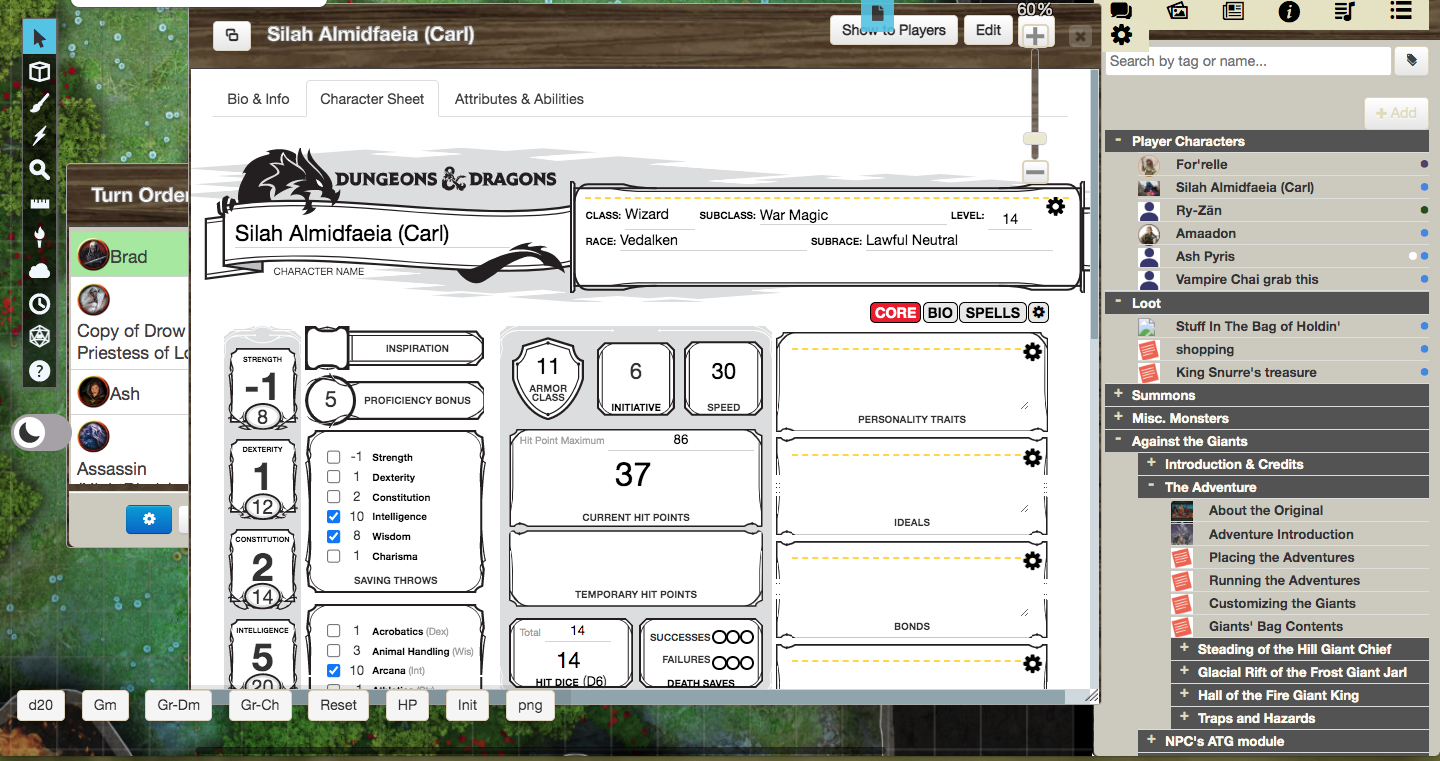 60%
Silah Almidfaeia (Carl)
Show to Players
Edit
Search by tag or name...
Bio & Info
Character Sheet
Attributes & Abilities
+ Add
Turn Order
Brad
Copy of Drow
Priestess of
Ash
Assassin
DUNGEONS & DRAGONS
Silah Almidfaeia (Carl)
CHARACTER NAME
CLASS: Wizard SUBCLASS: War Magic LEVEL: 14
RACE: Vedalken SUBRACE: Lawful Neutral
CORE BIO SPELLS
STRENGTH
-1
8
DEXTERITY
1
12
CONSTITUTION
2
14
INTELLIGENCE
5
20
INSPIRATION
5 PROFICIENCY BONUS
-1 Strength
1 Dexterity
2 Constitution
10 Intelligence
8 Wisdom
1 Charisma
SAVING THROWS
1 Acrobatics (Dex)
3 Animal Handling (Wis)
10 Arcana (Int)
11
ARMOR
CLASS
6
INITIATIVE
30
SPEED
Hit Point Maximum 86
37
CURRENT HIT POINTS
TEMPORARY HIT POINTS
Total 14
14
HIT DICE (D6)
SUCCESSES
FAILURES
DEATH SAVES
PERSONALITY TRAITS
IDEALS
BONDS
d20
Gm
Gr-Dm
Gr-Ch
Reset
HP
Init
png
- Player Characters
For'relle
Silah Almidfaeia (Carl)
Ry-Zān
Amaadon
Ash Pyris
Vampire Chai grab this
- Loot
Stuff In The Bag of Holdin'
shopping
King Snurre's treasure
+ Summons
+ Misc. Monsters
- Against the Giants
+ Introduction & Credits
- The Adventure
About the Original
Adventure Introduction
Placing the Adventures
Running the Adventures
Customizing the Giants
Giants' Bag Contents
+ Steading of the Hill Giant Chief
+ Glacial Rift of the Frost Giant Jarl
+ Hall of the Fire Giant King
+ Traps and Hazards
+ NPC's ATG module